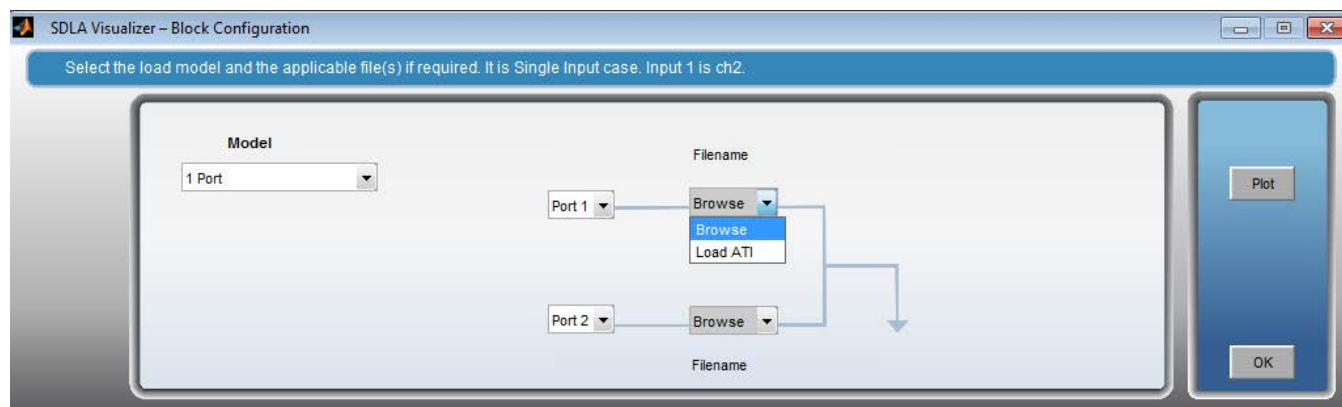 SDLA Visualizer – Block Configuration
Select the load model and the applicable file(s) if required. It is Single Input case. Input 1 is ch2.
Model
1 Port
Filename
Port 1
Browse
Browse
Load ATI
Port 2
Browse
Filename
Plot
OK